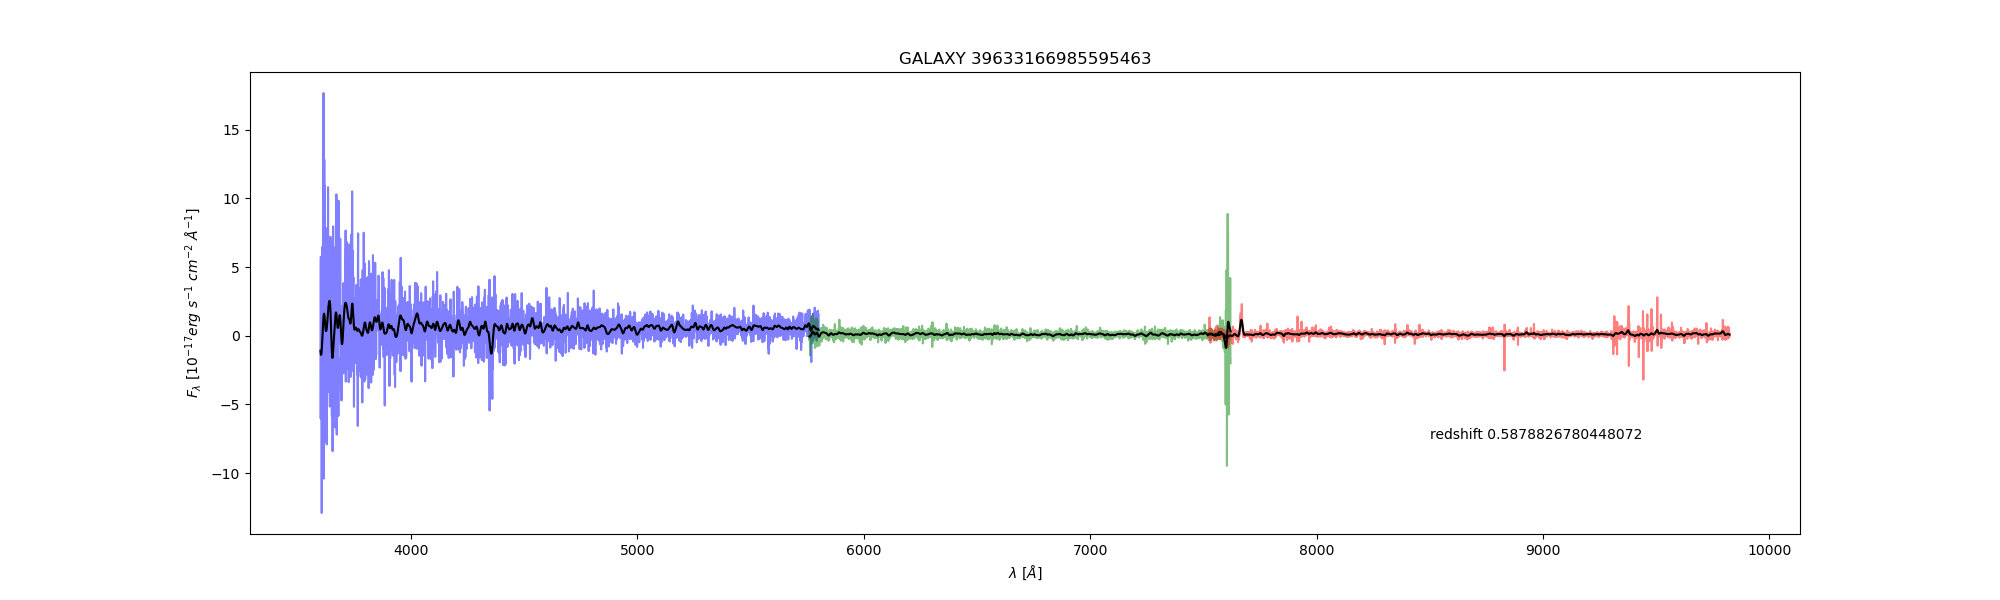 GALAXY 39633166985595463
15
10
5
0
−5
−10
F_λ [10⁻¹⁷ erg s⁻¹ cm⁻² Å⁻¹]
redshift 0.5878826780448072
4000 5000 6000 7000 8000 9000 10000
λ [Å]